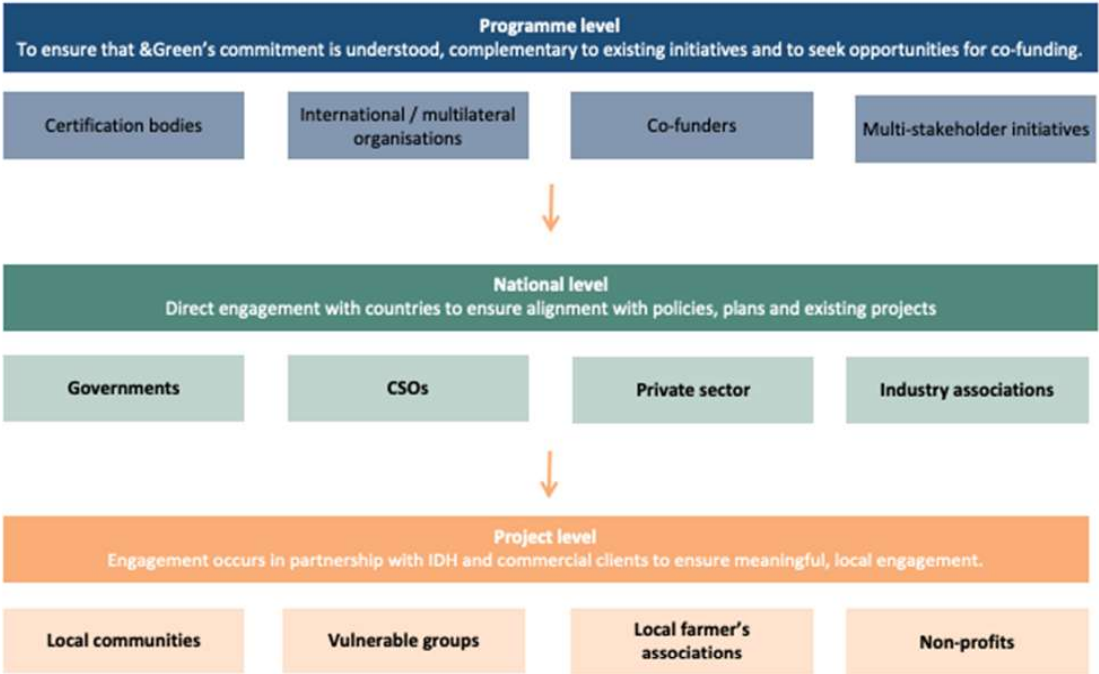 Programme level
To ensure that &Green's commitment is understood, complementary to existing initiatives and to seek opportunities for co-funding.
Certification bodies
International / multilateral
organisations
Co-funders
Multi-stakeholder initiatives
National level
Direct engagement with countries to ensure alignment with policies, plans and existing projects
Governments
CSOs
Private sector
Industry associations
Project level
Engagement occurs in partnership with IDH and commercial clients to ensure meaningful, local engagement.
Local communities
Vulnerable groups
Local farmer's
associations
Non-profits